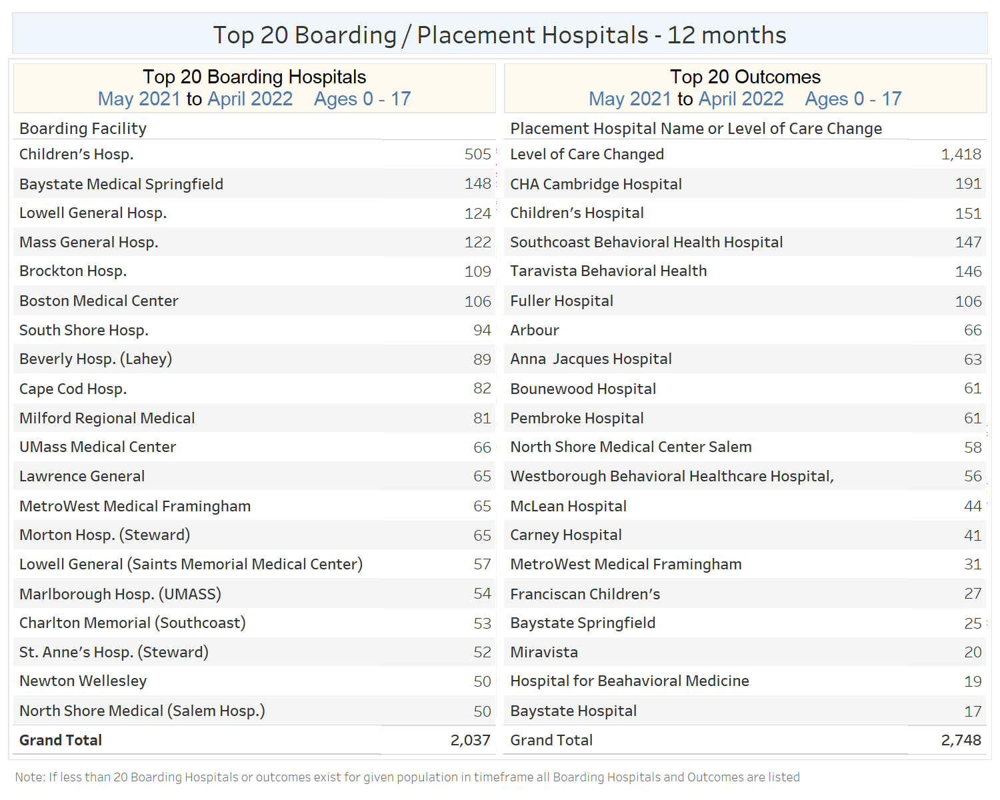 Top 20 Boarding / Placement Hospitals - 12 months
Top 20 Boarding Hospitals
May 2021 to April 2022 Ages 0 - 17
Boarding Facility
Children's Hosp. 505
Baystate Medical Springfield 148
Lowell General Hosp. 124
Mass General Hosp. 122
Brockton Hosp. 109
Boston Medical Center 106
South Shore Hosp. 94
Beverly Hosp. (Lahey) 89
Cape Cod Hosp. 82
Milford Regional Medical 81
UMass Medical Center 66
Lawrence General 65
MetroWest Medical Framingham 65
Morton Hosp. (Steward) 65
Lowell General (Saints Memorial Medical Center) 57
Marlborough Hosp. (UMASS) 54
Charlton Memorial (Southcoast) 53
St. Anne's Hosp. (Steward) 52
Newton Wellesley 50
North Shore Medical (Salem Hosp.) 50
Grand Total 2,037
Top 20 Outcomes
May 2021 to April 2022 Ages 0 - 17
Placement Hospital Name or Level of Care Change
Level of Care Changed 1,418
CHA Cambridge Hospital 191
Children's Hospital 151
Southcoast Behavioral Health Hospital 147
Taravista Behavioral Health 146
Fuller Hospital 106
Arbour 66
Anna  Jacques Hospital 63
Bounewood Hospital 61
Pembroke Hospital 61
North Shore Medical Center Salem 58
Westborough Behavioral Healthcare Hospital, 56
McLean Hospital 44
Carney Hospital 41
MetroWest Medical Framingham 31
Franciscan Children's 27
Baystate Springfield 25
Miravista 20
Hospital for Beahavioral Medicine 19
Baystate Hospital 17
Grand Total 2,748
Note: If less than 20 Boarding Hospitals or outcomes exist for given population in timeframe all Boarding Hospitals and Outcomes are listed